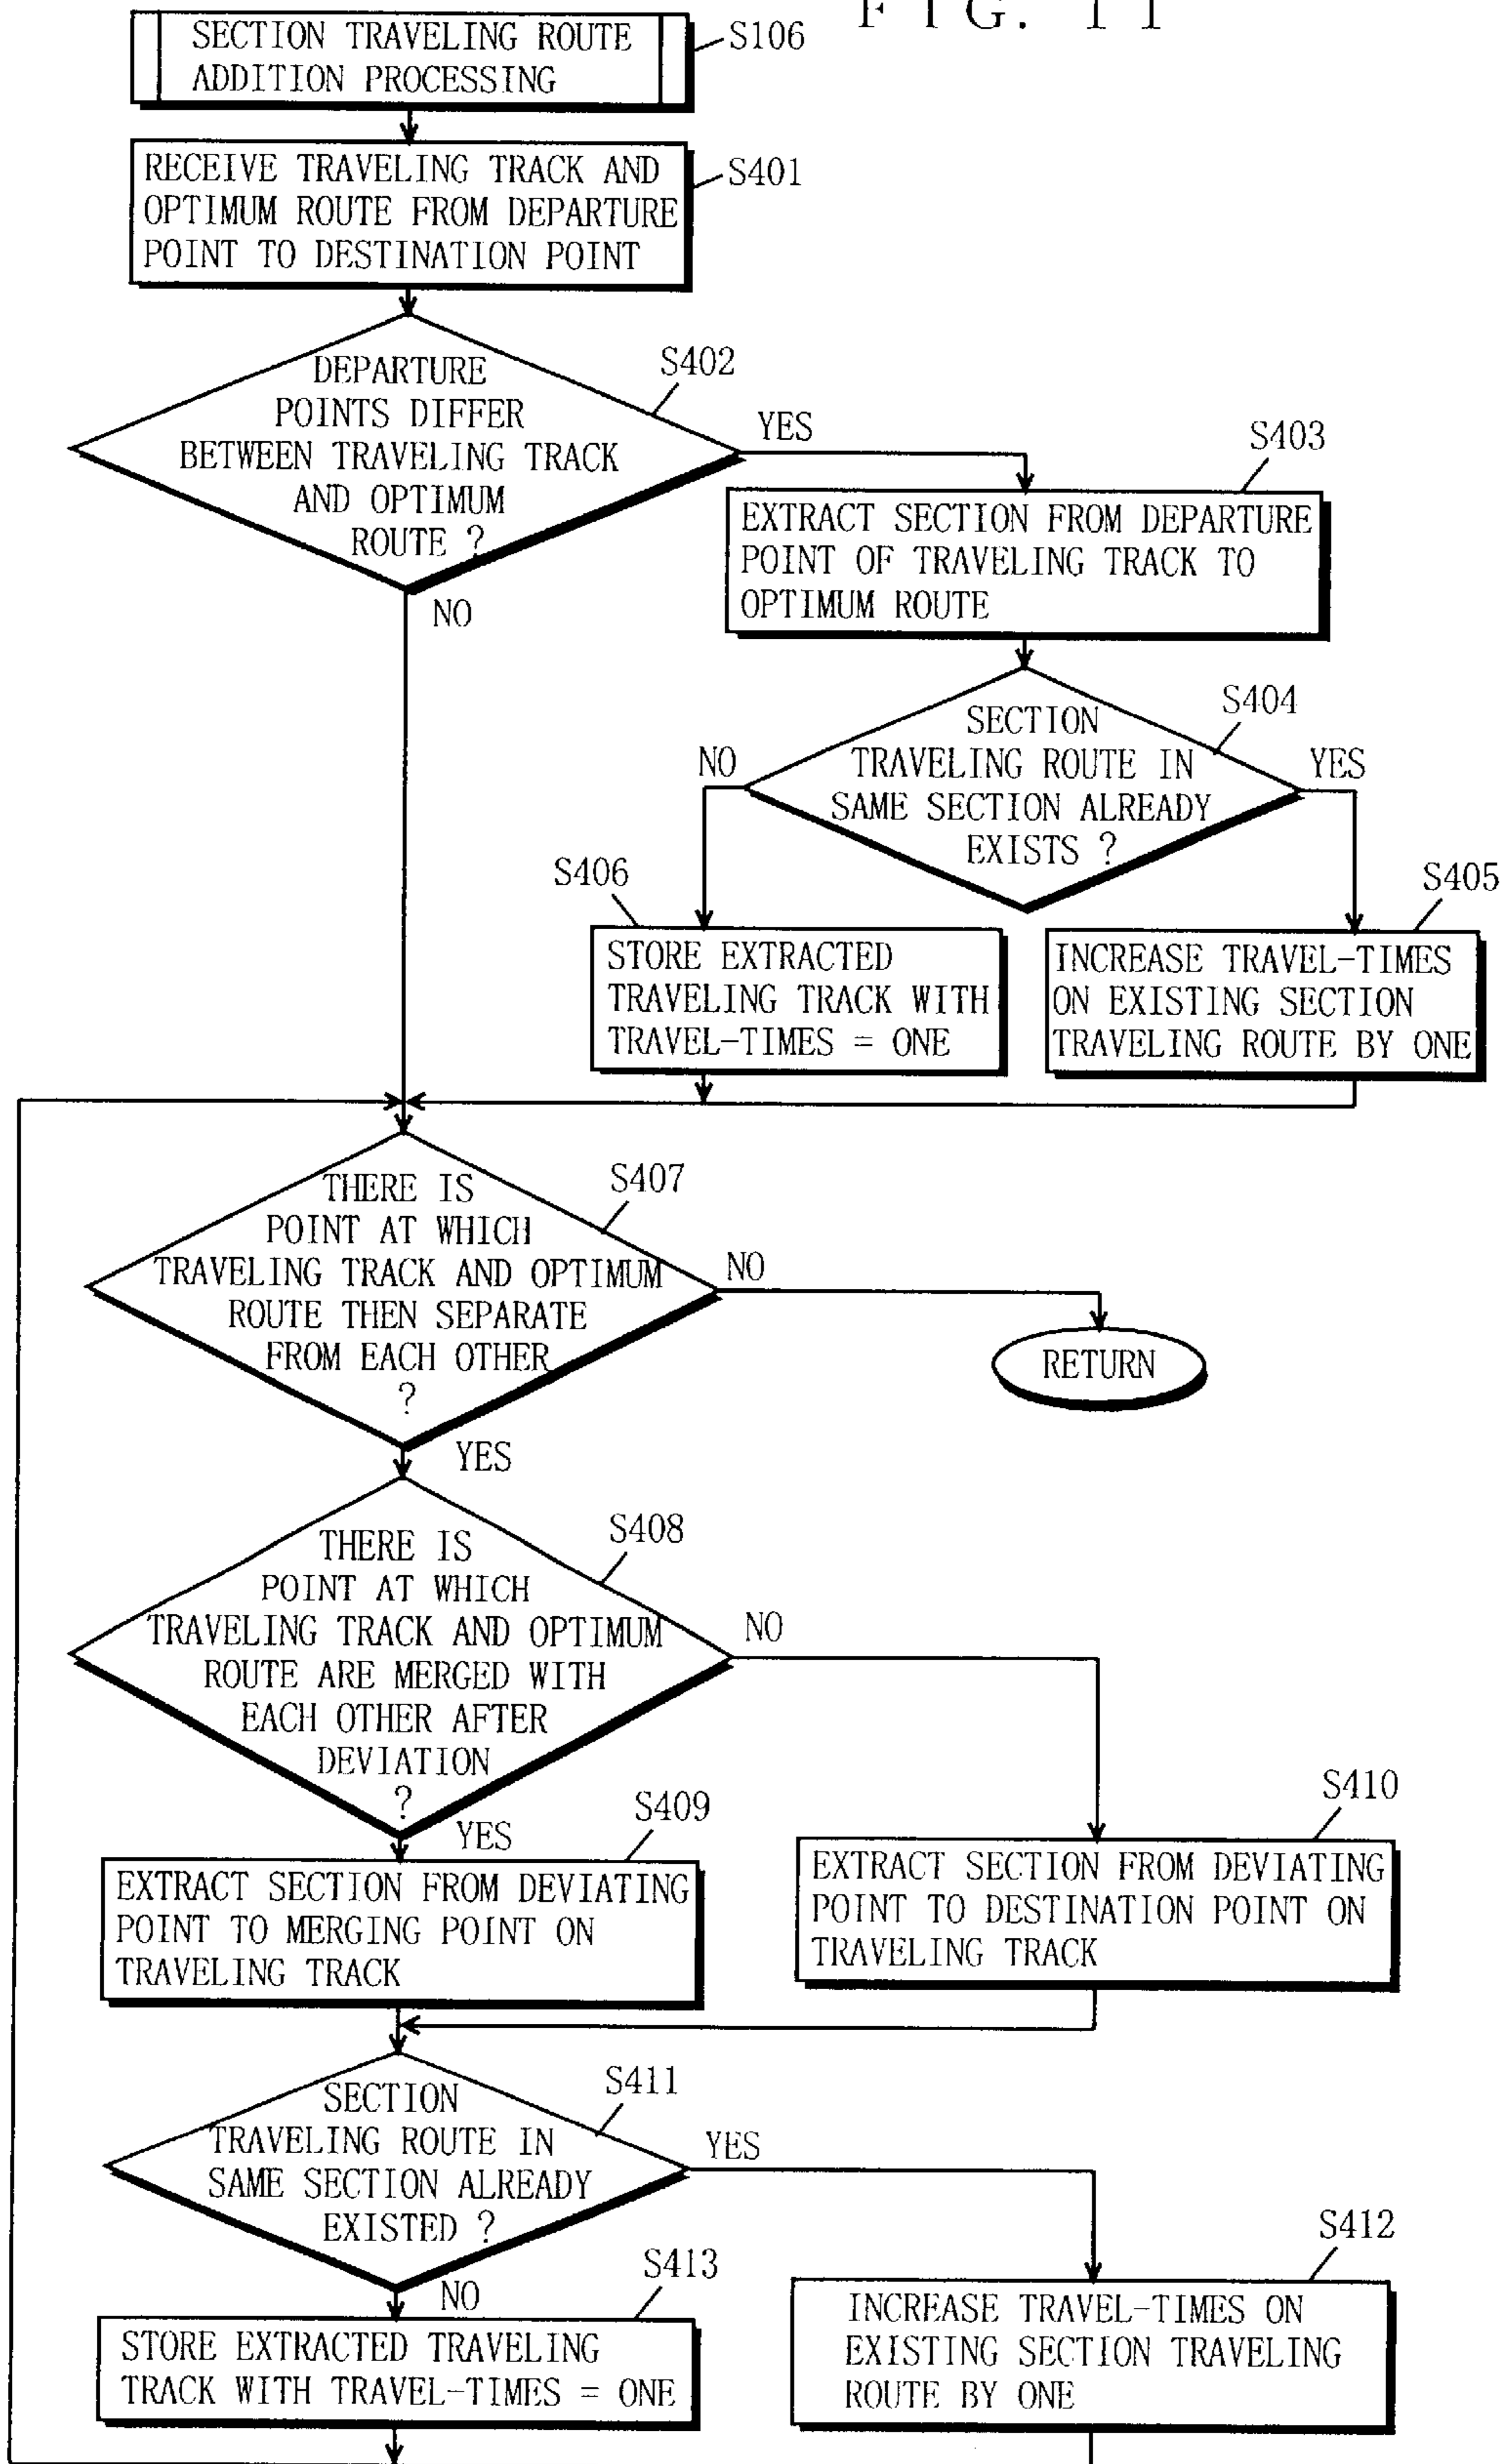 FIG. 11
SECTION TRAVELING ROUTE
ADDITION PROCESSING
S106
RECEIVE TRAVELING TRACK AND
OPTIMUM ROUTE FROM DEPARTURE
POINT TO DESTINATION POINT
S401
DEPARTURE
POINTS DIFFER
BETWEEN TRAVELING TRACK
AND OPTIMUM
ROUTE ?
S402
YES
NO
S403
EXTRACT SECTION FROM DEPARTURE
POINT OF TRAVELING TRACK TO
OPTIMUM ROUTE
SECTION
TRAVELING ROUTE IN
SAME SECTION ALREADY
EXISTS ?
S404
NO
YES
S406
STORE EXTRACTED
TRAVELING TRACK WITH
TRAVEL-TIMES = ONE
S405
INCREASE TRAVEL-TIMES
ON EXISTING SECTION
TRAVELING ROUTE BY ONE
THERE IS
POINT AT WHICH
TRAVELING TRACK AND OPTIMUM
ROUTE THEN SEPARATE
FROM EACH OTHER
?
S407
NO
RETURN
YES
THERE IS
POINT AT WHICH
TRAVELING TRACK AND OPTIMUM
ROUTE ARE MERGED WITH
EACH OTHER AFTER
DEVIATION
?
S408
NO
YES
S409
EXTRACT SECTION FROM DEVIATING
POINT TO MERGING POINT ON
TRAVELING TRACK
S410
EXTRACT SECTION FROM DEVIATING
POINT TO DESTINATION POINT ON
TRAVELING TRACK
SECTION
TRAVELING ROUTE IN
SAME SECTION ALREADY
EXISTED ?
S411
YES
NO
S413
STORE EXTRACTED TRAVELING
TRACK WITH TRAVEL-TIMES = ONE
S412
INCREASE TRAVEL-TIMES ON
EXISTING SECTION TRAVELING
ROUTE BY ONE